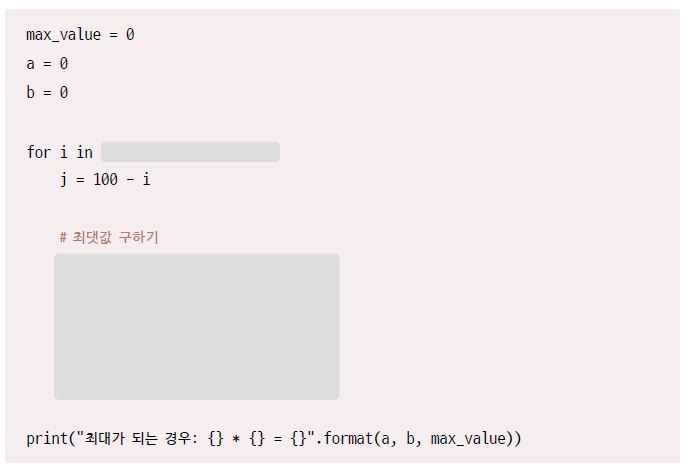 max_value = 0
a = 0
b = 0
for i in
    j = 100 - i
    # 최댓값 구하기
print("최대가 되는 경우: {} * {} = {}".format(a, b, max_value))